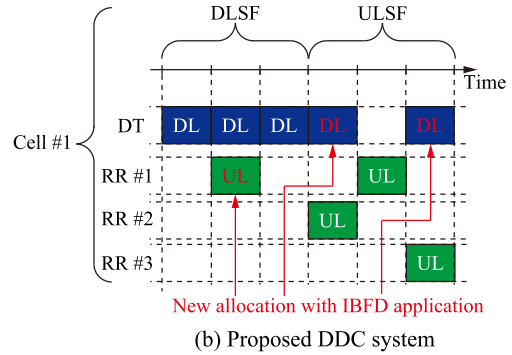 DLSF ULSF
Time
Cell #1
DT DL DL DL DL DL
RR #1 UL UL
RR #2 UL
RR #3 UL
New allocation with IBFD application
(b) Proposed DDC system